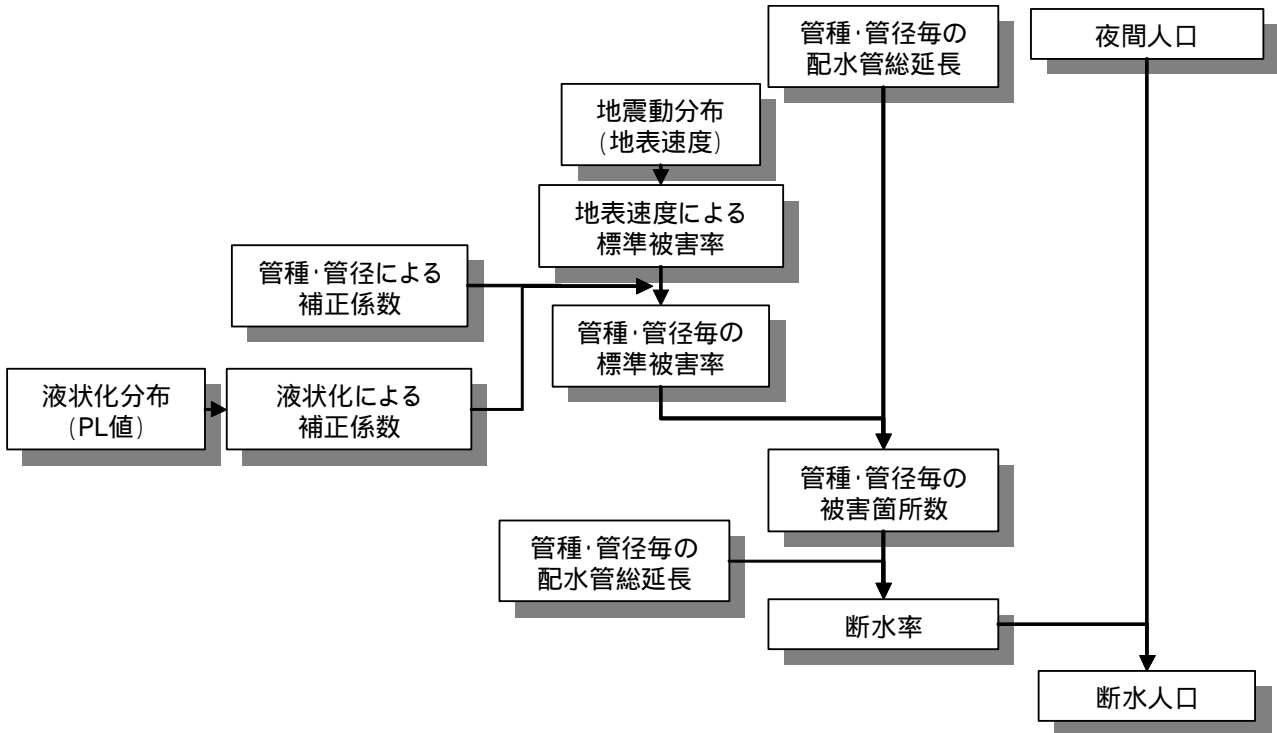 管種・管径毎の
配水管総延長
夜間人口
地震動分布
(地表速度)
地表速度による
標準被害率
管種・管径による
補正係数
管種・管径毎の
標準被害率
液状化分布
(PL値)
液状化による
補正係数
管種・管径毎の
被害箇所数
管種・管径毎の
配水管総延長
断水率
断水人口